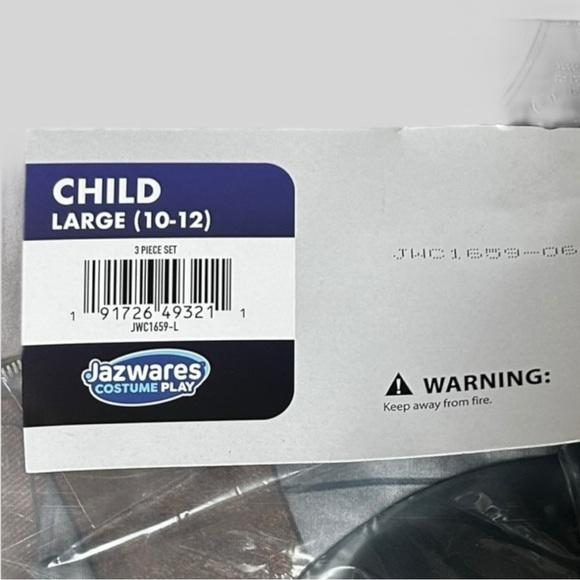 CHILD
LARGE (10-12)
3 PIECE SET
1 91726 49321 1
JWC1659-L
Jazwares
COSTUME PLAY
JWC1659-06
WARNING:
Keep away from fire.